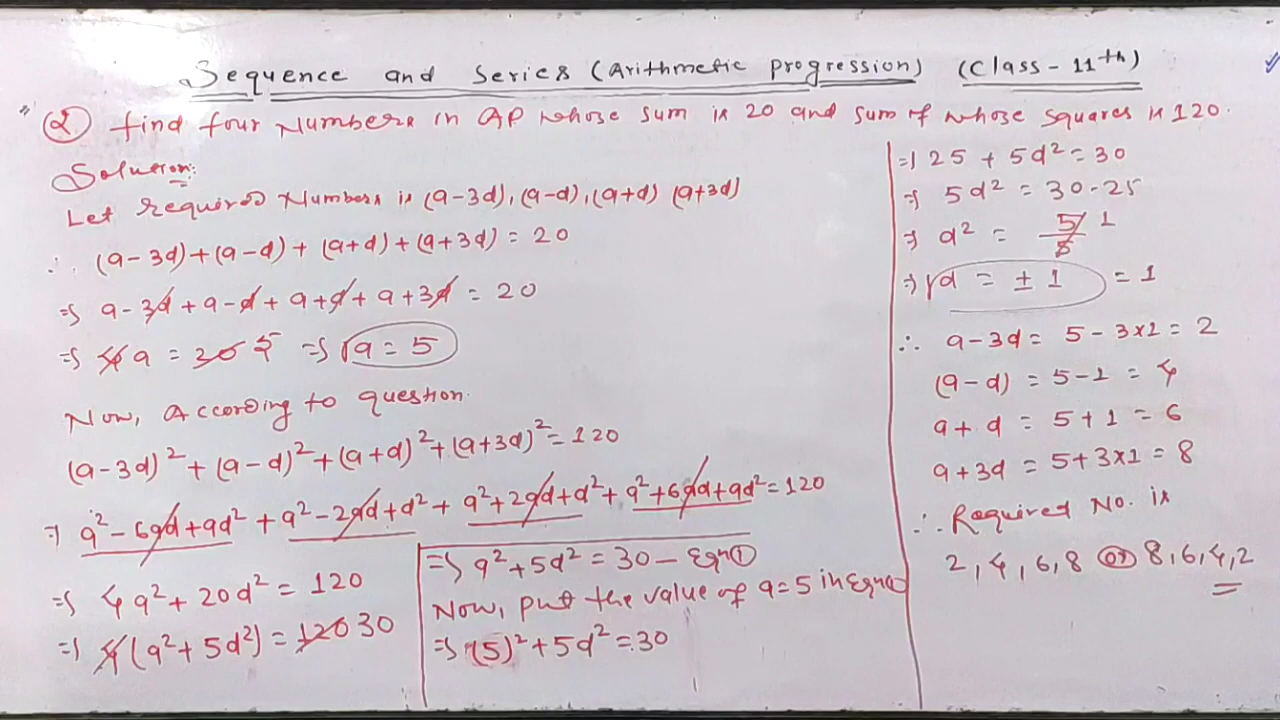 Sequence and Series (Arithmetic progression) (Class-11th)
Q find four Numbers in AP whose sum is 20 and sum of whose squares is 120.
Solution:
Let Required Numbers is (a-3d), (a-d), (a+d) (a+3d)
∴ (a-3d)+(a-d)+(a+d)+(a+3d) = 20
⇒ a-3d+a-d+a+d+a+3d = 20
⇒ 4a = 20 5 ⇒ a = 5
Now, According to question.
(a-3d)²+(a-d)²+(a+d)²+(a+3d)²=120
⇒ a²-6ad+9d²+a²-2ad+d²+a²+2ad+d²+a²+6ad+9d²=120
⇒ 4a²+20d² = 120
⇒ 4(a²+5d²) = 120 30
⇒ a²+5d² = 30 - Eqn①
Now, put the value of a=5 in Eqn①
⇒ (5)²+5d²=30
⇒ 25 + 5d² = 30
⇒ 5d² = 30-25
⇒ d² = 5/5 1
⇒ d = ±1 = 1
∴ a-3d = 5-3×1 = 2
(a-d) = 5-1 = 4
a+d = 5+1 = 6
a+3d = 5+3×1 = 8
∴ Required No. is
2, 4, 6, 8 or 8, 6, 4, 2